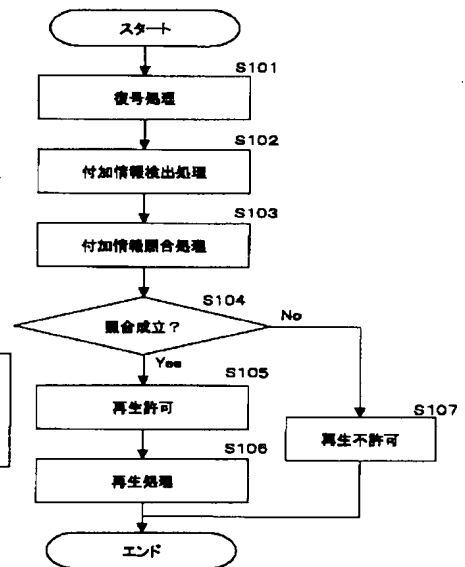 スタート
S101
復号処理
S102
付加情報検出処理
S103
付加情報照合処理
S104
照合成立？
No
Yes
S105
再生許可
S107
再生不許可
S106
再生処理
エンド